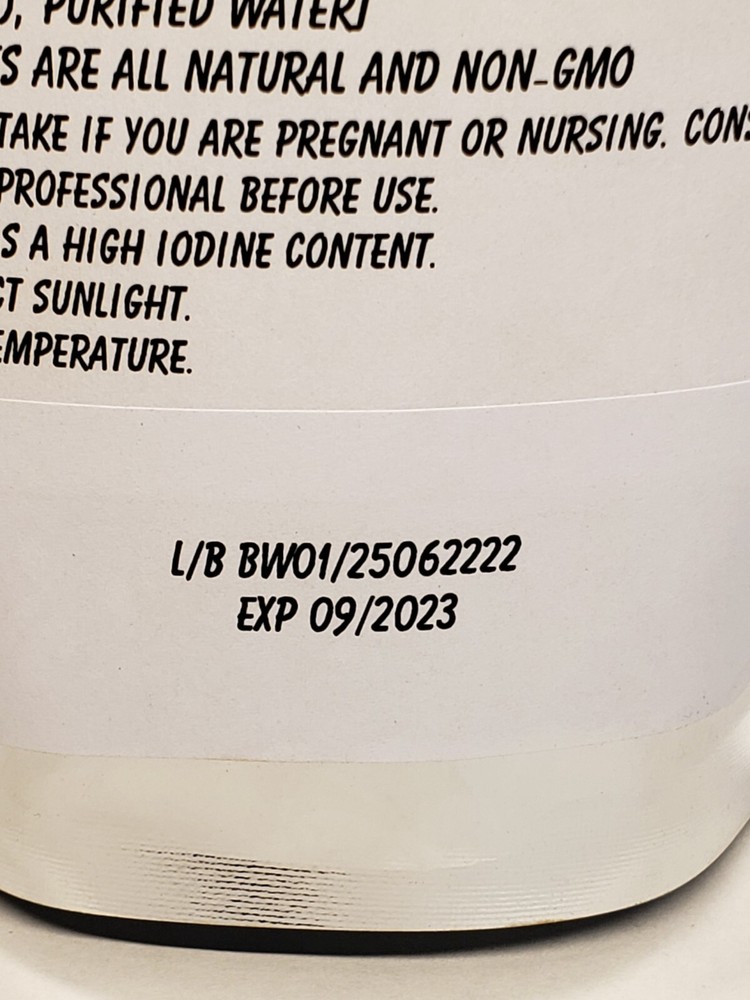 , PURIFIED WATER]
ARE ALL NATURAL AND NON-GMO
TAKE IF YOU ARE PREGNANT OR NURSING.
PROFESSIONAL BEFORE USE.
A HIGH IODINE CONTENT.
SUNLIGHT.
L/B BW01/25062222
EXP 09/2023